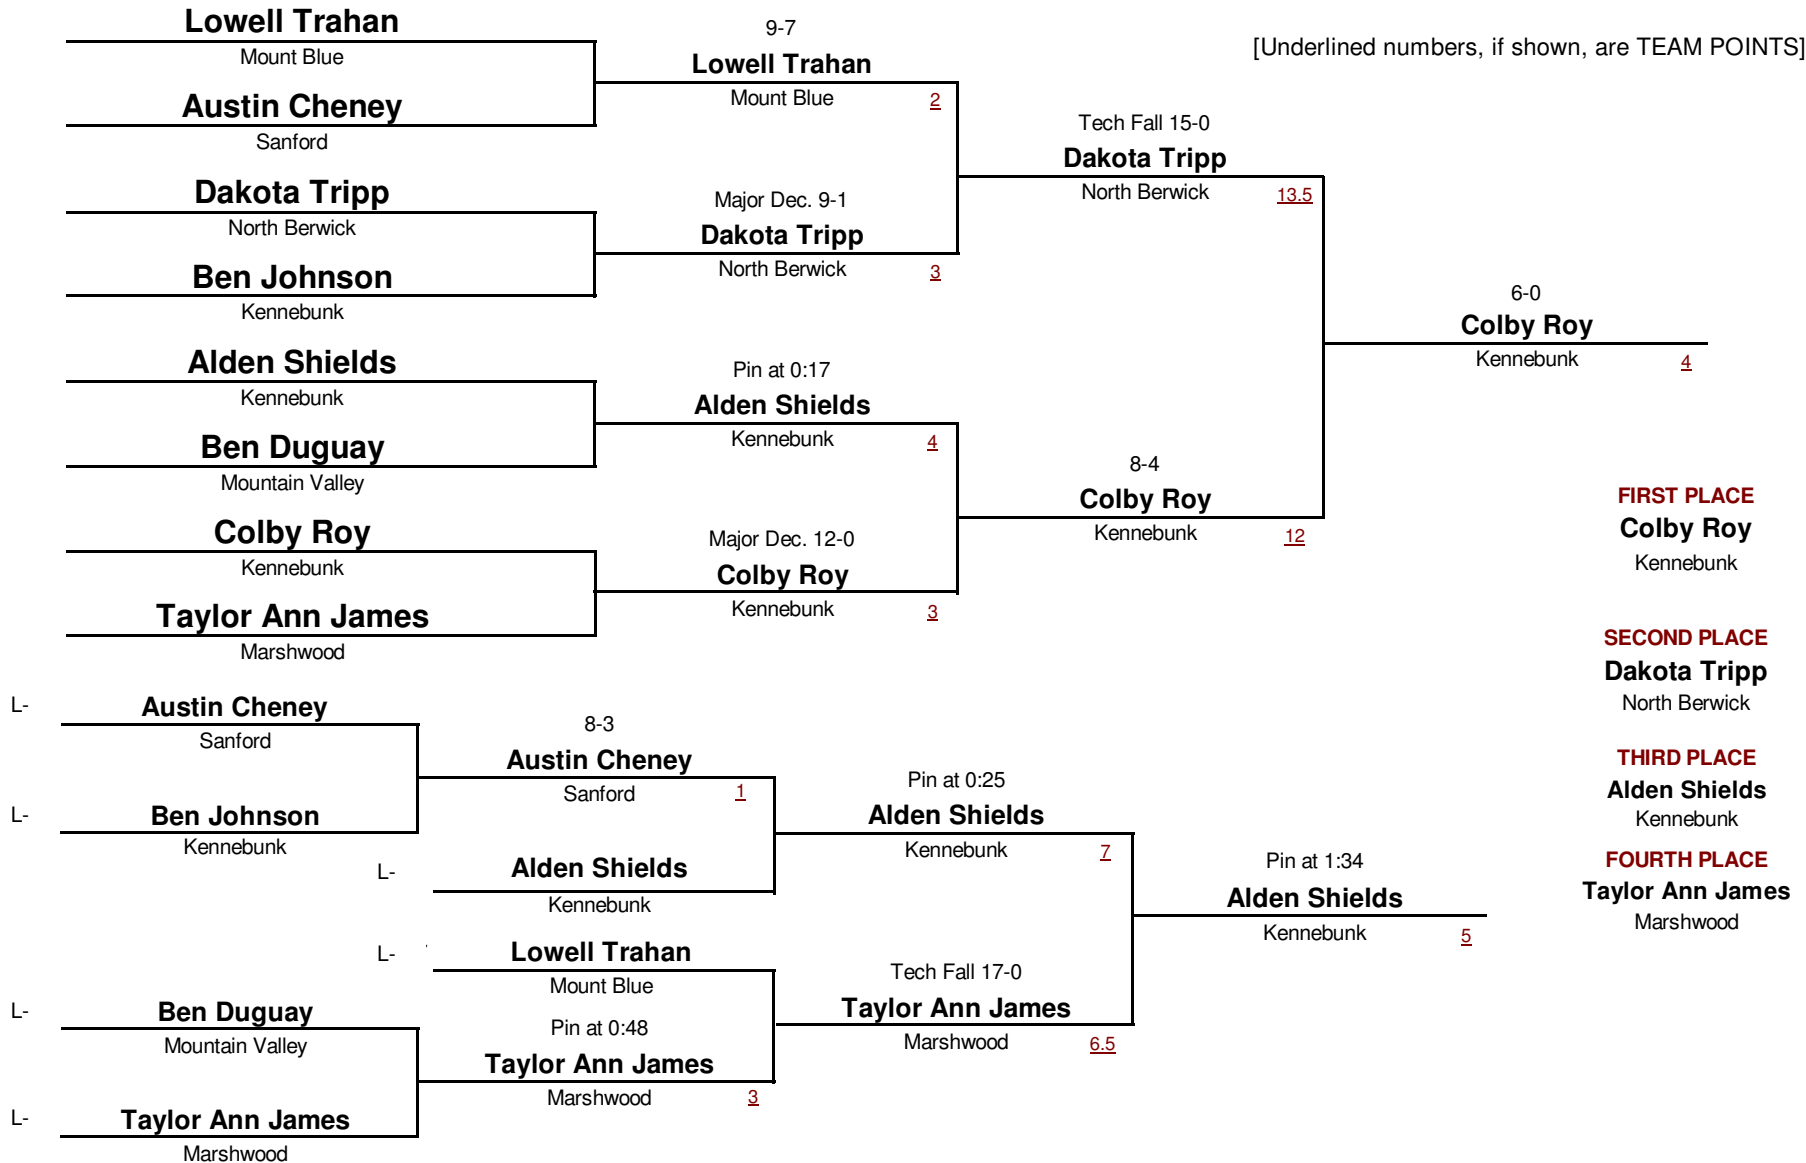 Lowell Trahan
Mount Blue
Austin Cheney
Sanford
Dakota Tripp
North Berwick
Ben Johnson
Kennebunk
Alden Shields
Kennebunk
Ben Duguay
Mountain Valley
Colby Roy
Kennebunk
Taylor Ann James
Marshwood
9-7
Lowell Trahan
Mount Blue 2
Major Dec. 9-1
Dakota Tripp
North Berwick 3
Pin at 0:17
Alden Shields
Kennebunk 4
Major Dec. 12-0
Colby Roy
Kennebunk 3
Tech Fall 15-0
Dakota Tripp
North Berwick 13.5
8-4
Colby Roy
Kennebunk 12
[Underlined numbers, if shown, are TEAM POINTS]
6-0
Colby Roy
Kennebunk 4
FIRST PLACE
Colby Roy
Kennebunk
SECOND PLACE
Dakota Tripp
North Berwick
THIRD PLACE
Alden Shields
Kennebunk
FOURTH PLACE
Taylor Ann James
Marshwood
L- Austin Cheney
Sanford
L- Ben Johnson
Kennebunk
L- Ben Duguay
Mountain Valley
L- Taylor Ann James
Marshwood
8-3
Austin Cheney
Sanford 1
L- Alden Shields
Kennebunk
L- Lowell Trahan
Mount Blue
Pin at 0:48
Taylor Ann James
Marshwood 3
Pin at 0:25
Alden Shields
Kennebunk 7
Tech Fall 17-0
Taylor Ann James
Marshwood 6.5
Pin at 1:34
Alden Shields
Kennebunk 5